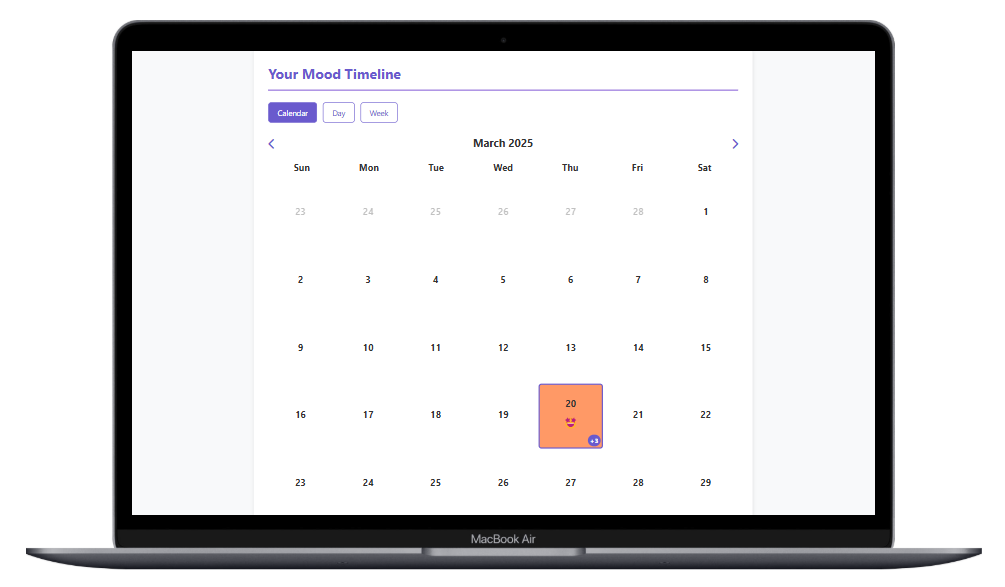 Your Mood Timeline
Calendar Day Week
March 2025
Sun Mon Tue Wed Thu Fri Sat
23 24 25 26 27 28 1
2 3 4 5 6 7 8
9 10 11 12 13 14 15
16 17 18 19 20 21 22
+3
23 24 25 26 27 28 29
MacBook Air